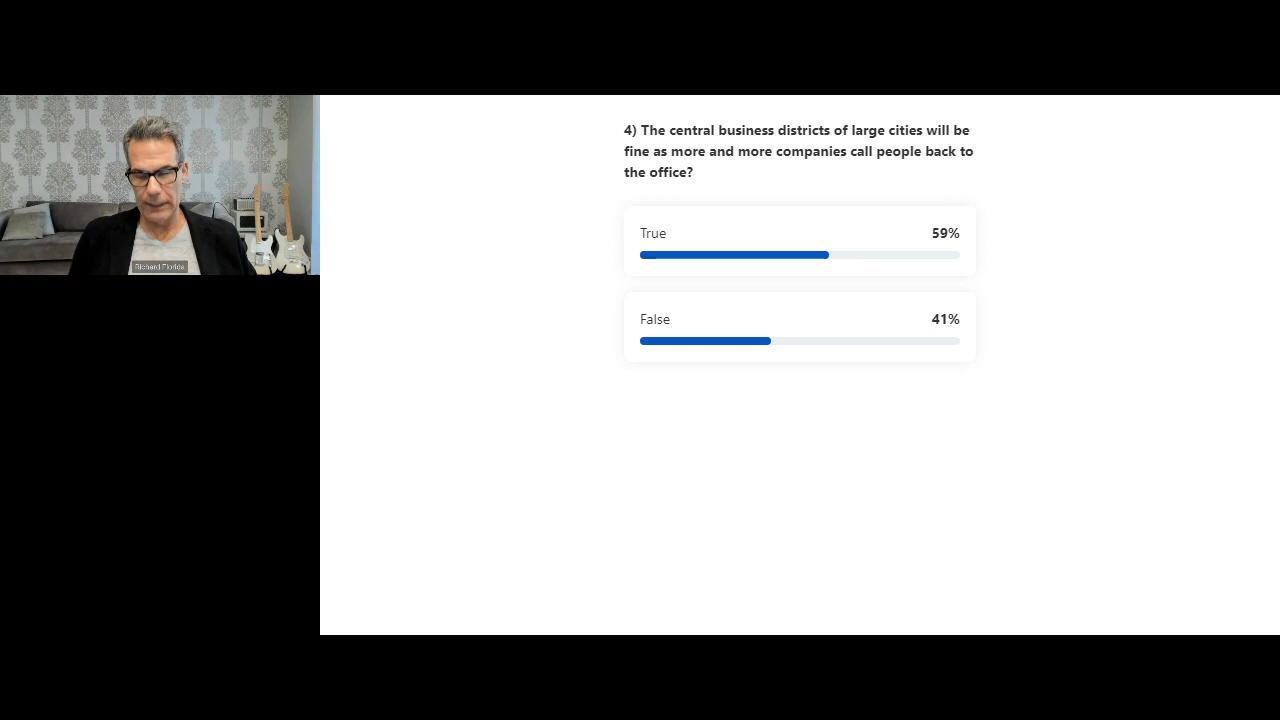 Richard Florida
4) The central business districts of large cities will be
fine as more and more companies call people back to
the office?
True 59%
False 41%